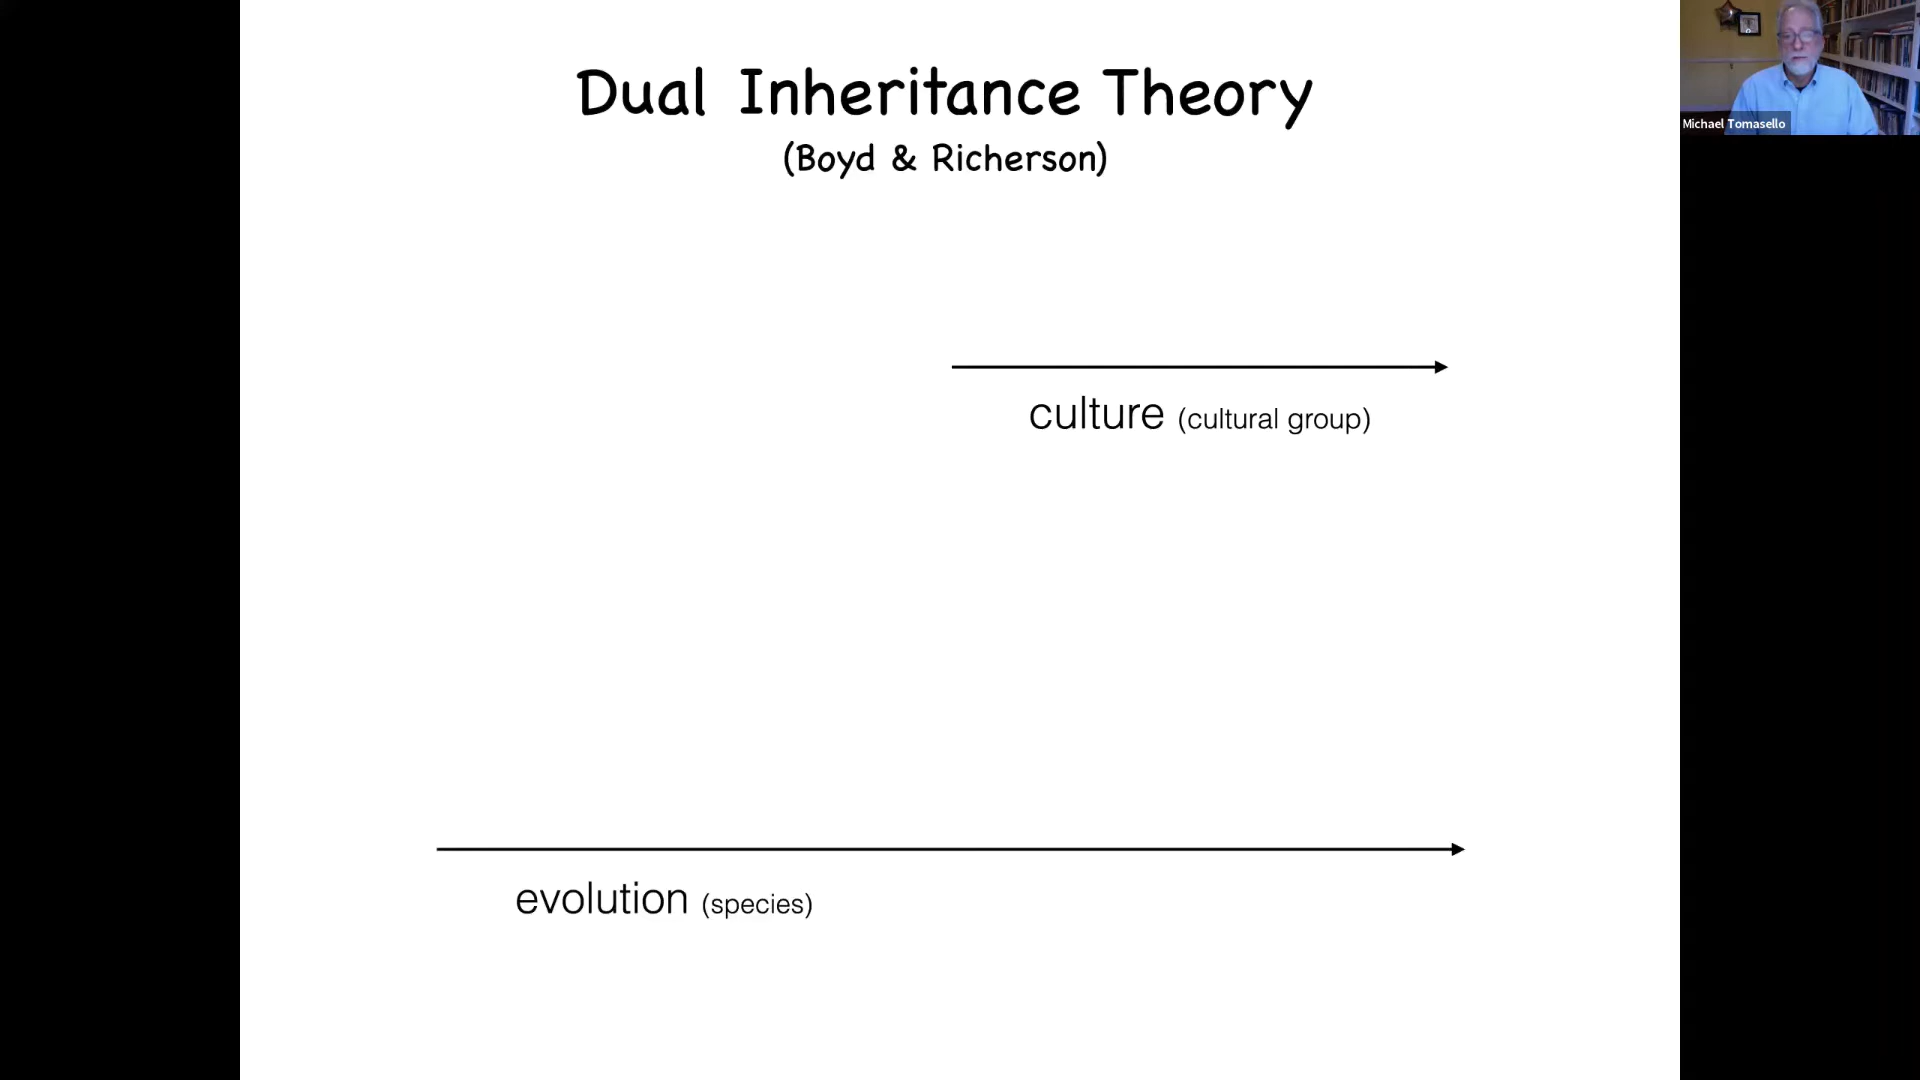 Dual Inheritance Theory
(Boyd & Richerson)
Michael Tomasello
culture (cultural group)
evolution (species)